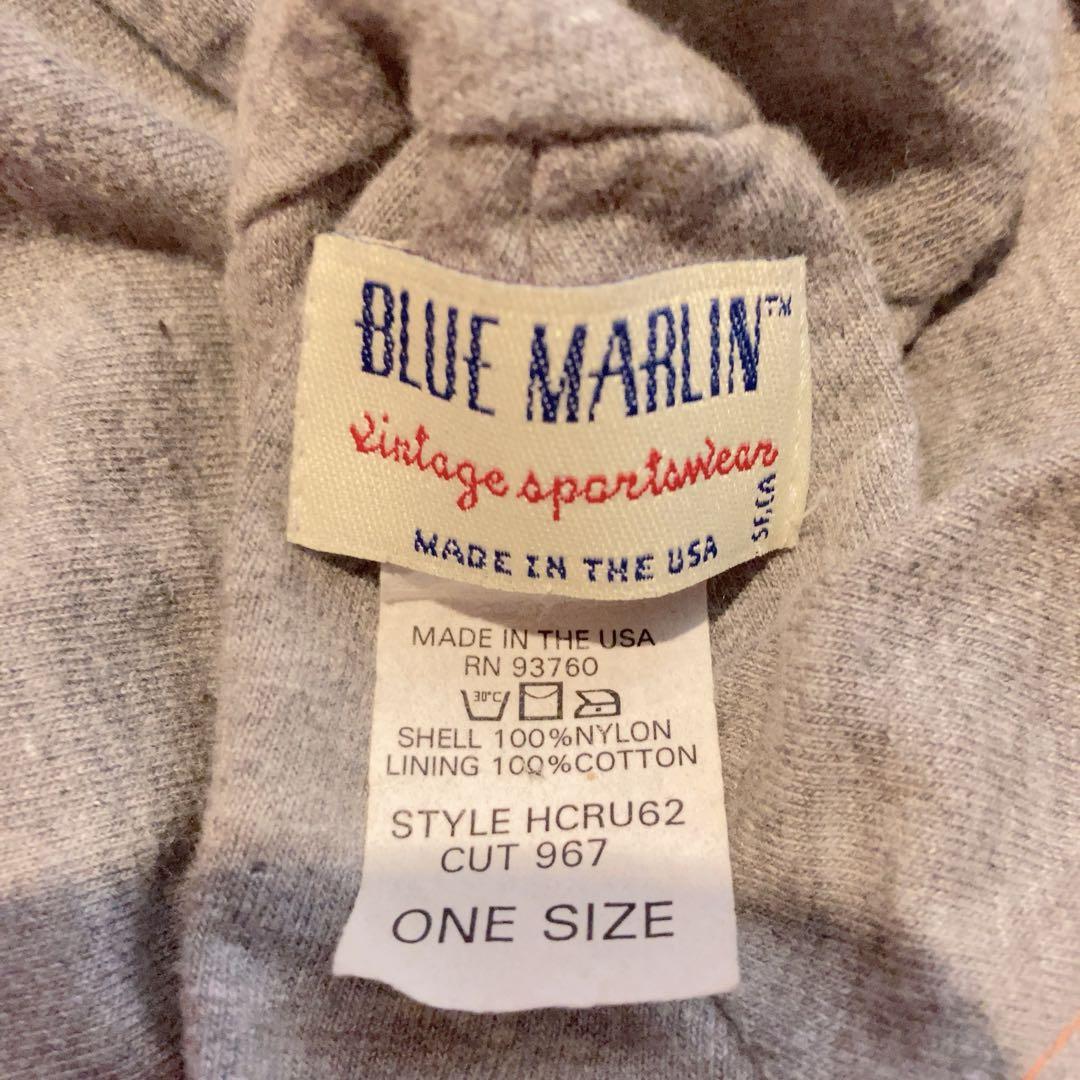 BLUE MARLIN™
Vintage sportswear
SF.CA
MADE IN THE USA
MADE IN THE USA
RN 93760
30°C
SHELL 100%NYLON
LINING 100%COTTON
STYLE HCRU62
CUT 967
ONE SIZE